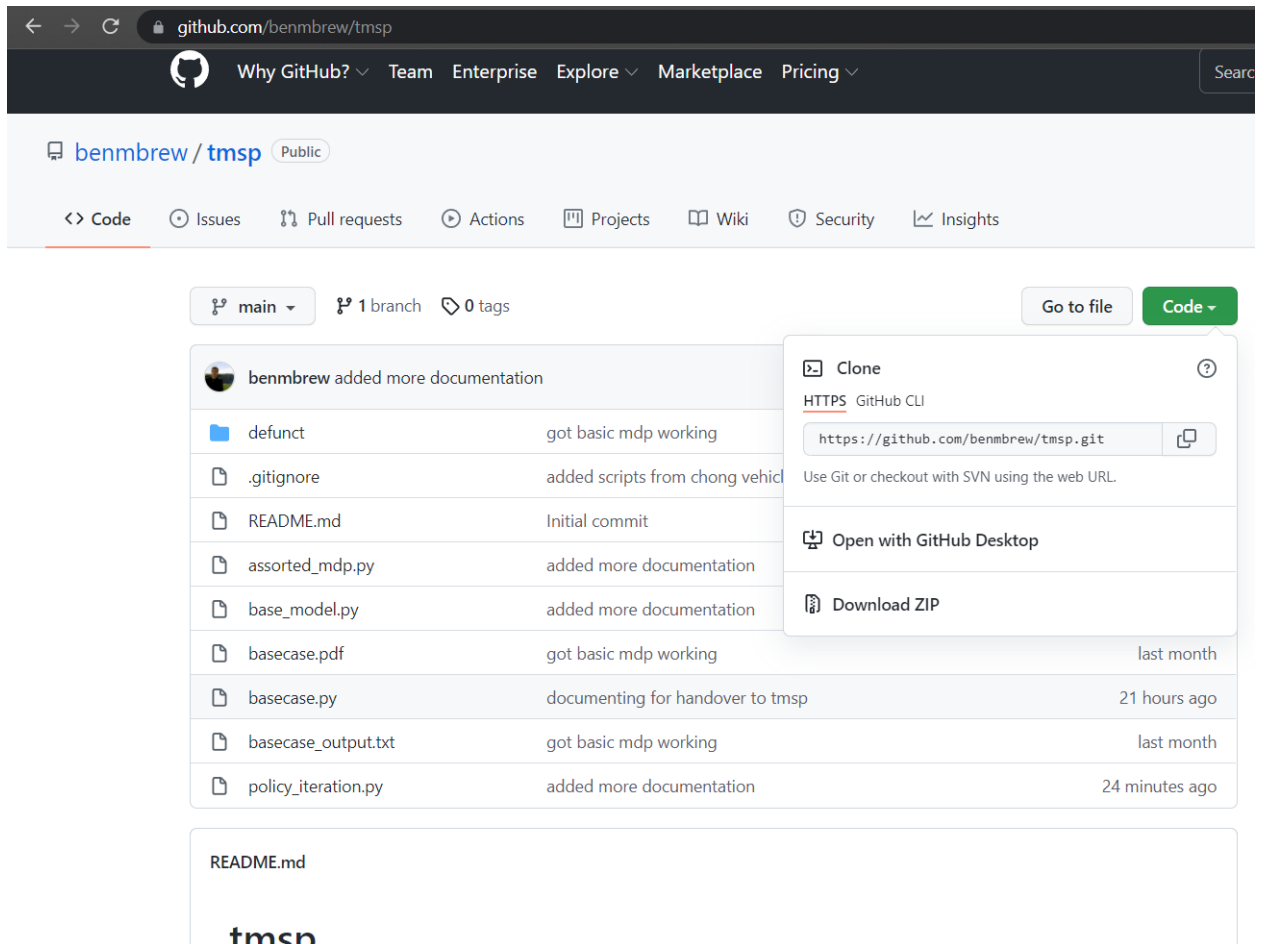 github.com/benmbrew/tmsp
Why GitHub? Team Enterprise Explore Marketplace Pricing
benmbrew / tmsp Public
Code Issues Pull requests Actions Projects Wiki Security Insights
main 1 branch 0 tags Go to file Code
benmbrew added more documentation
Clone
HTTPS GitHub CLI
https://github.com/benmbrew/tmsp.git
Use Git or checkout with SVN using the web URL.
Open with GitHub Desktop
Download ZIP
defunct got basic mdp working
.gitignore added scripts from chong
README.md Initial commit
assorted_mdp.py added more documentation
base_model.py added more documentation
basecase.pdf got basic mdp working last month
basecase.py documenting for handover to tmsp 21 hours ago
basecase_output.txt got basic mdp working last month
policy_iteration.py added more documentation 24 minutes ago
README.md
tmsp